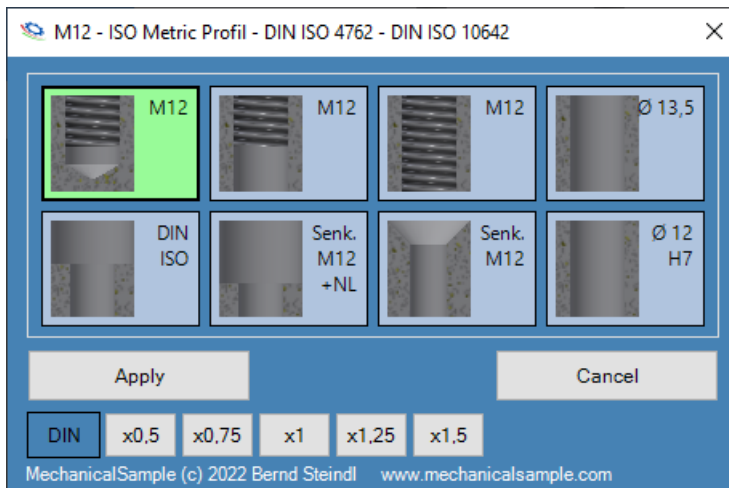 M12 - ISO Metric Profil - DIN ISO 4762 - DIN ISO 10642
M12
M12
M12
Ø 13,5
DIN
ISO
Senk.
M12
+NL
Senk.
M12
Ø 12
H7
Apply
Cancel
DIN
x0,5
x0,75
x1
x1,25
x1,5
MechanicalSample (c) 2022 Bernd Steindl www.mechanicalsample.com